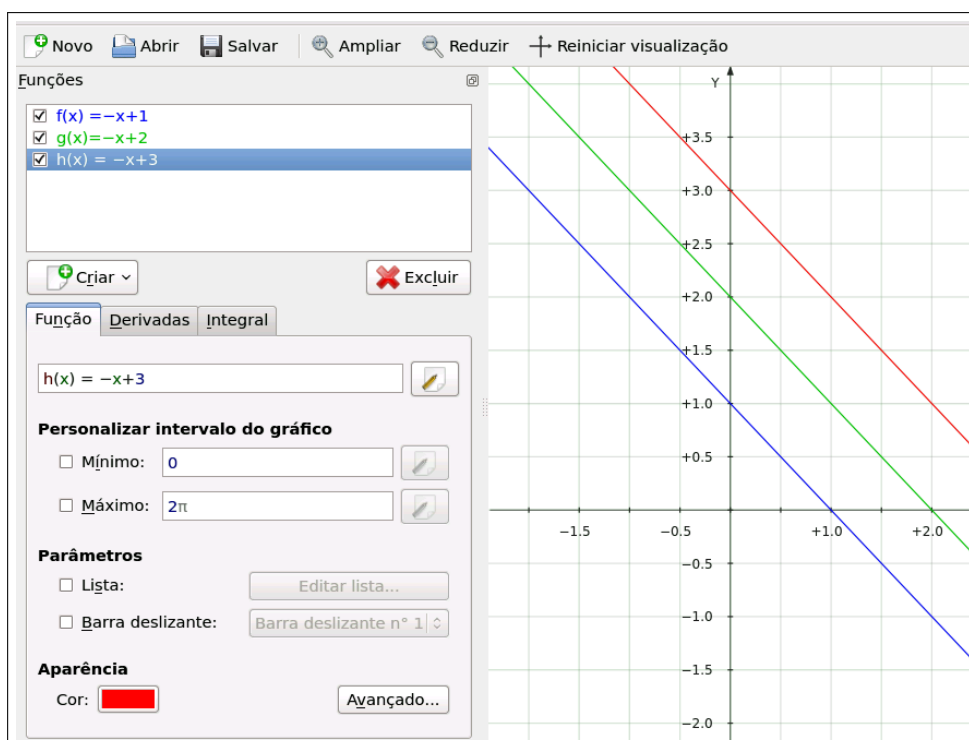 Novo Abrir Salvar Ampliar Reduzir Reiniciar visualização
Funções
f(x) =−x+1
g(x)=−x+2
h(x) = −x+3
Criar Excluir
Função Derivadas Integral
h(x) = −x+3
Personalizar intervalo do gráfico
Mínimo: 0
Máximo: 2π
Parâmetros
Lista: Editar lista...
Barra deslizante: Barra deslizante n° 1
Aparência
Cor: Avançado...
Y
+3.5
+3.0
+2.5
+2.0
+1.5
+1.0
+0.5
−1.5 −0.5 +1.0 +2.0
−0.5
−1.0
−1.5
−2.0